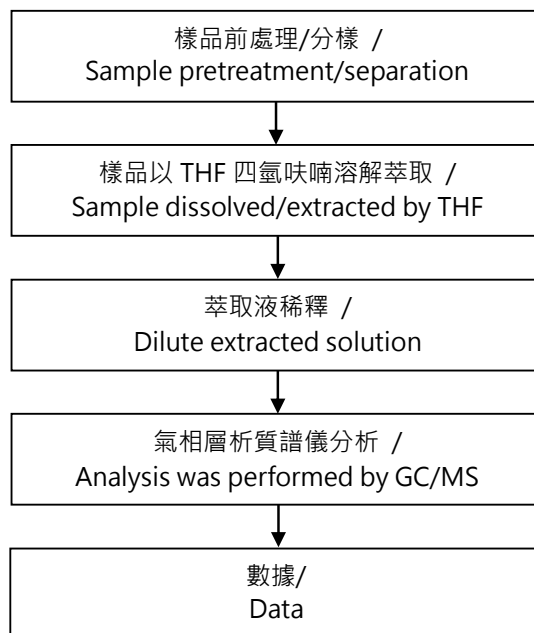 樣品前處理/分樣 /
Sample pretreatment/separation
樣品以 THF 四氫呋喃溶解萃取 /
Sample dissolved/extracted by THF
萃取液稀釋 /
Dilute extracted solution
氣相層析質譜儀分析 /
Analysis was performed by GC/MS
數據/
Data